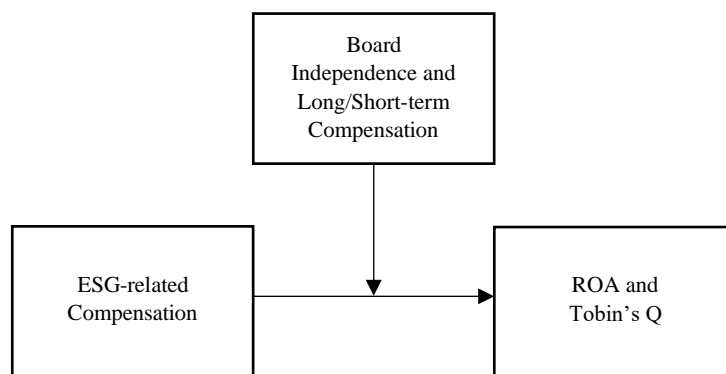 Board
Independence and
Long/Short-term
Compensation
ESG-related
Compensation
ROA and
Tobin’s Q